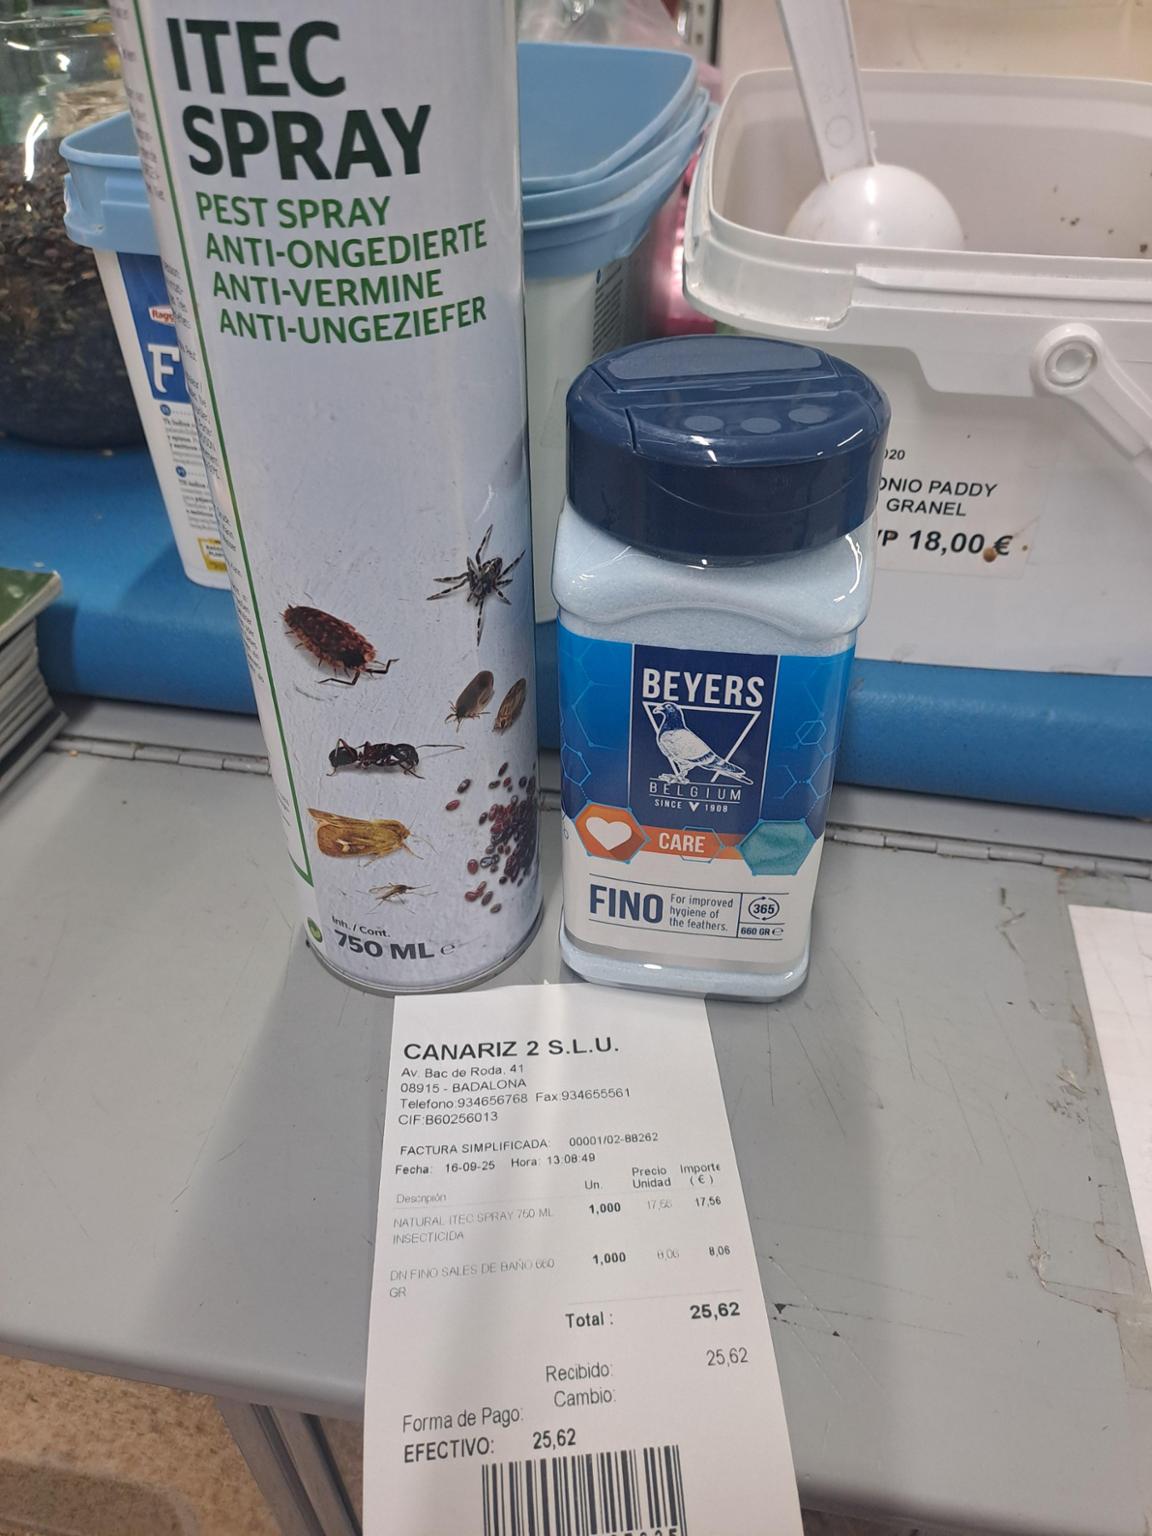 ITEC
SPRAY
PEST SPRAY
ANTI-ONGEDIERTE
ANTI-VERMINE
ANTI-UNGEZIEFER
Inh. / Cont.
750 ML e
F
BEYERS
BELGIUM
SINCE 1908
CARE
FINO
For improved
hygiene of
the feathers.
365
660 GR e
020
ONIO PADDY
GRANEL
VP 18,00 €
CANARIZ 2 S.L.U.
Av. Bac de Roda, 41
08915 - BADALONA
Telefono:934656768 Fax:934655561
CIF:B60256013
FACTURA SIMPLIFICADA: 00001/02-88262
Fecha: 16-09-25 Hora: 13:08:49
Descripión Un. Precio Unidad Importe (€)
NATURAL ITEC SPRAY 750 ML 1,000 17,56 17,56
INSECTICIDA
DN FINO SALES DE BAÑO 660 1,000 8,06 8,06
GR
Total : 25,62
Recibido: 25,62
Cambio:
Forma de Pago:
EFECTIVO: 25,62